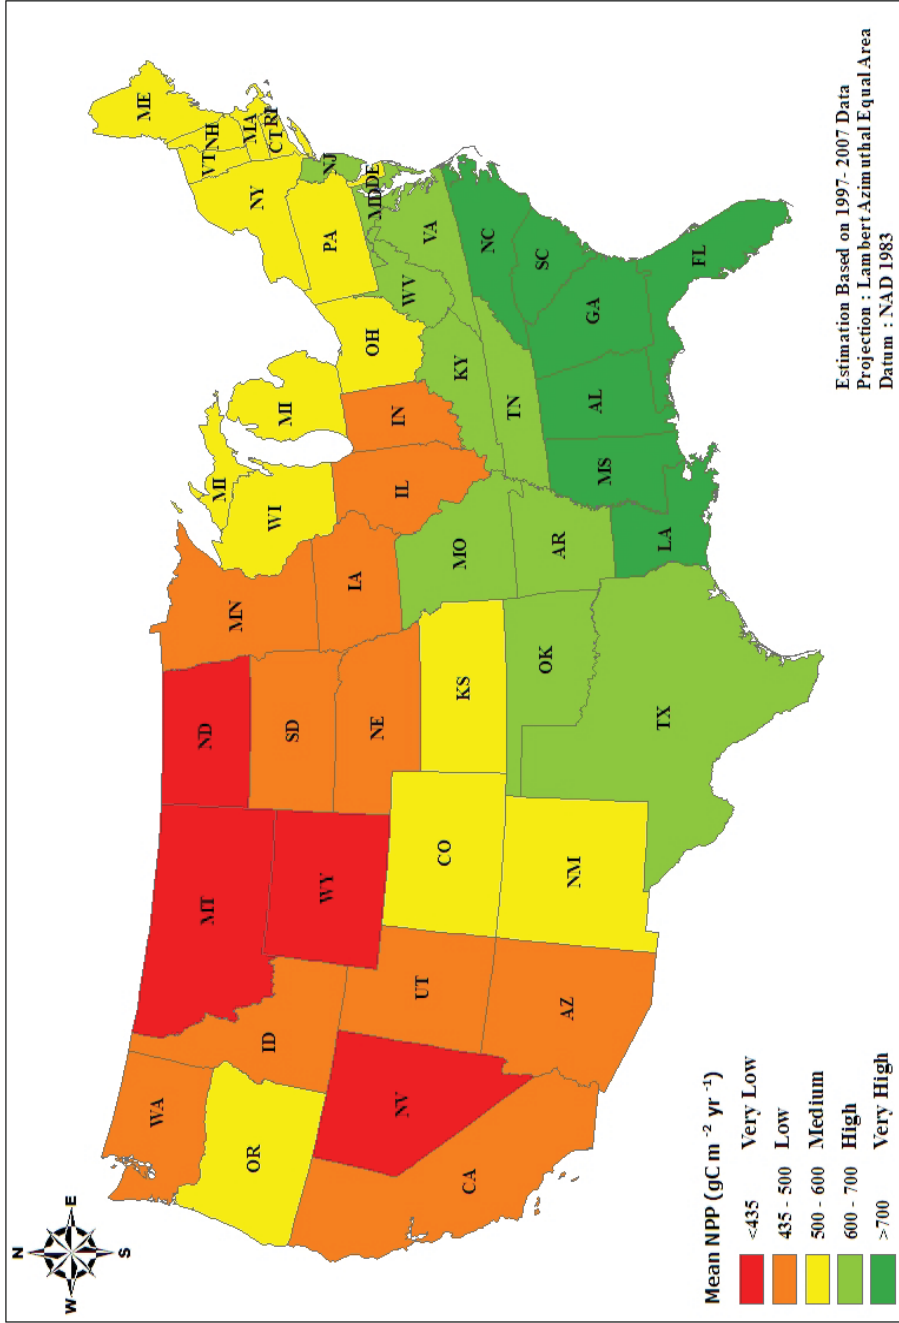 N
W E
S
WA
OR
CA
NV
ID
MT
WY
UT
AZ
CO
NM
ND
SD
NE
KS
OK
TX
MN
IA
MO
AR
LA
WI
IL
MI
MI
IN
OH
KY
TN
MS
AL
GA
FL
SC
NC
VA
WV
PA
NY
VT
NH
ME
MA
CT
RI
NJ
MD
DE
Mean NPP (gC m -2 yr -1)
<435 Very Low
435 - 500 Low
500 - 600 Medium
600 - 700 High
>700 Very High
Estimation Based on 1997- 2007 Data
Projection : Lambert Azimuthal Equal Area
Datum : NAD 1983